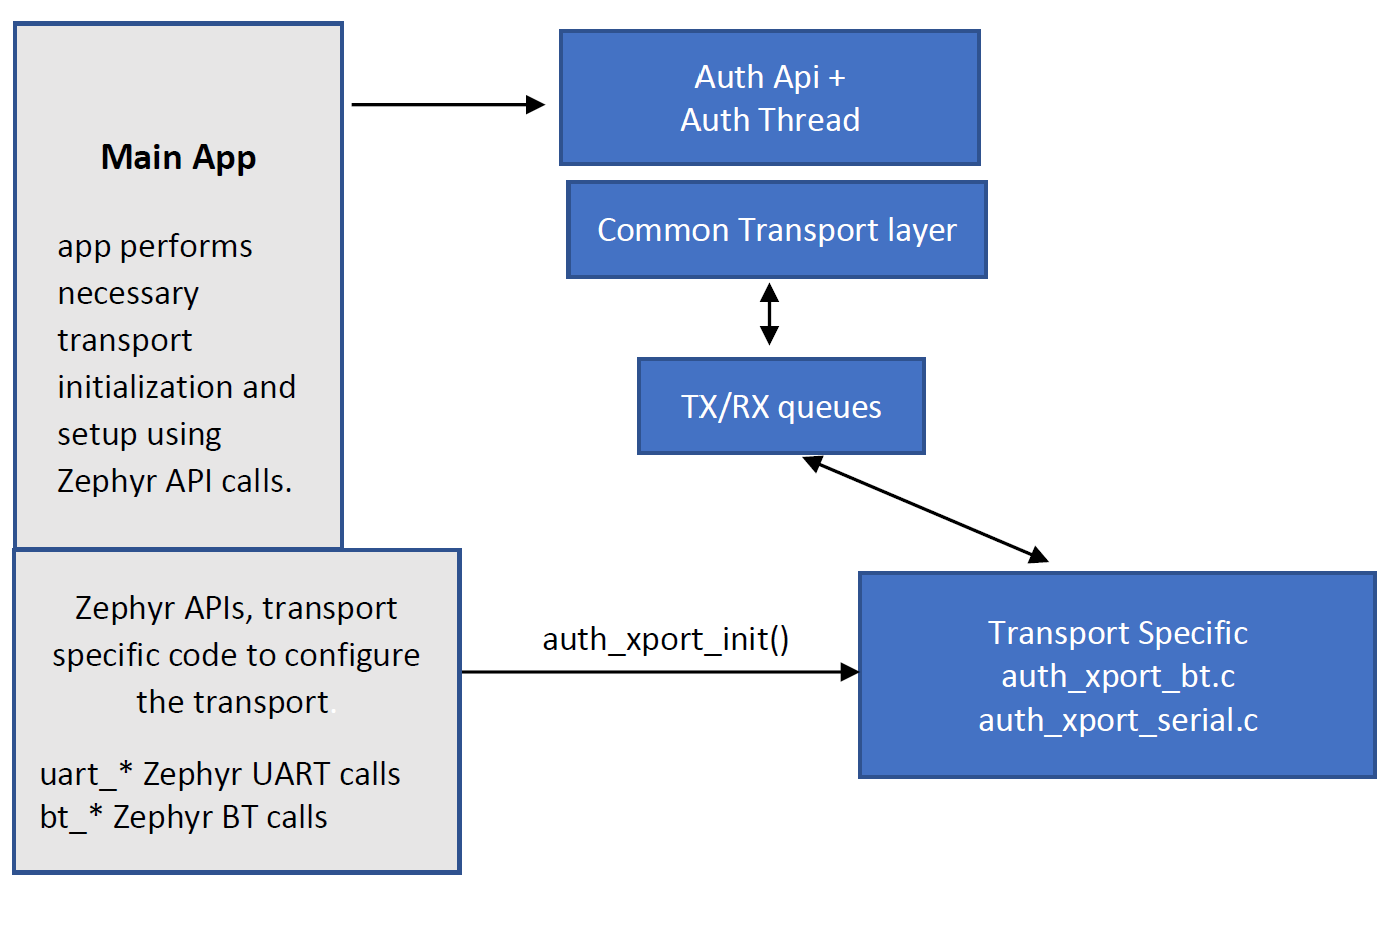 Main App
app performs
necessary
transport
initialization and
setup using
Zephyr API calls.
Zephyr APIs, transport
specific code to configure
the transport.
uart_* Zephyr UART calls
bt_* Zephyr BT calls
Auth Api +
Auth Thread
Common Transport layer
TX/RX queues
auth_xport_init()
Transport Specific
auth_xport_bt.c
auth_xport_serial.c